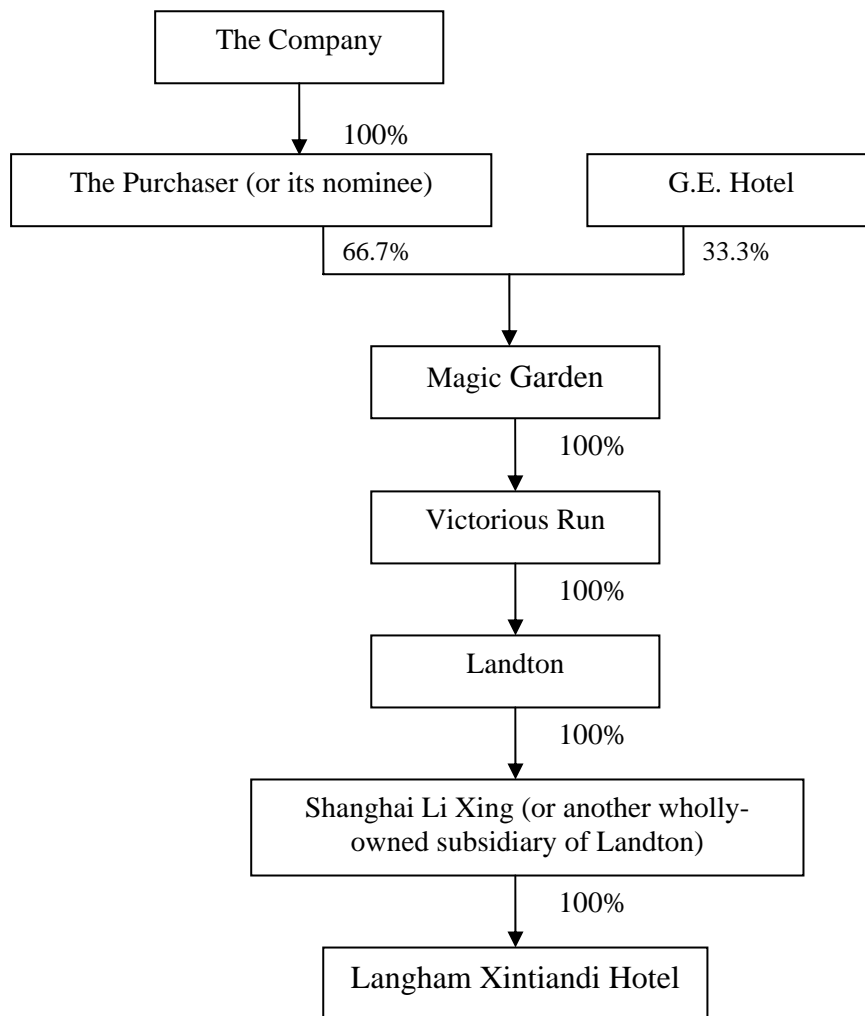 The Company
100%
The Purchaser (or its nominee)
G.E. Hotel
66.7%
33.3%
Magic Garden
100%
Victorious Run
100%
Landton
100%
Shanghai Li Xing (or another wholly-
owned subsidiary of Landton)
100%
Langham Xintiandi Hotel